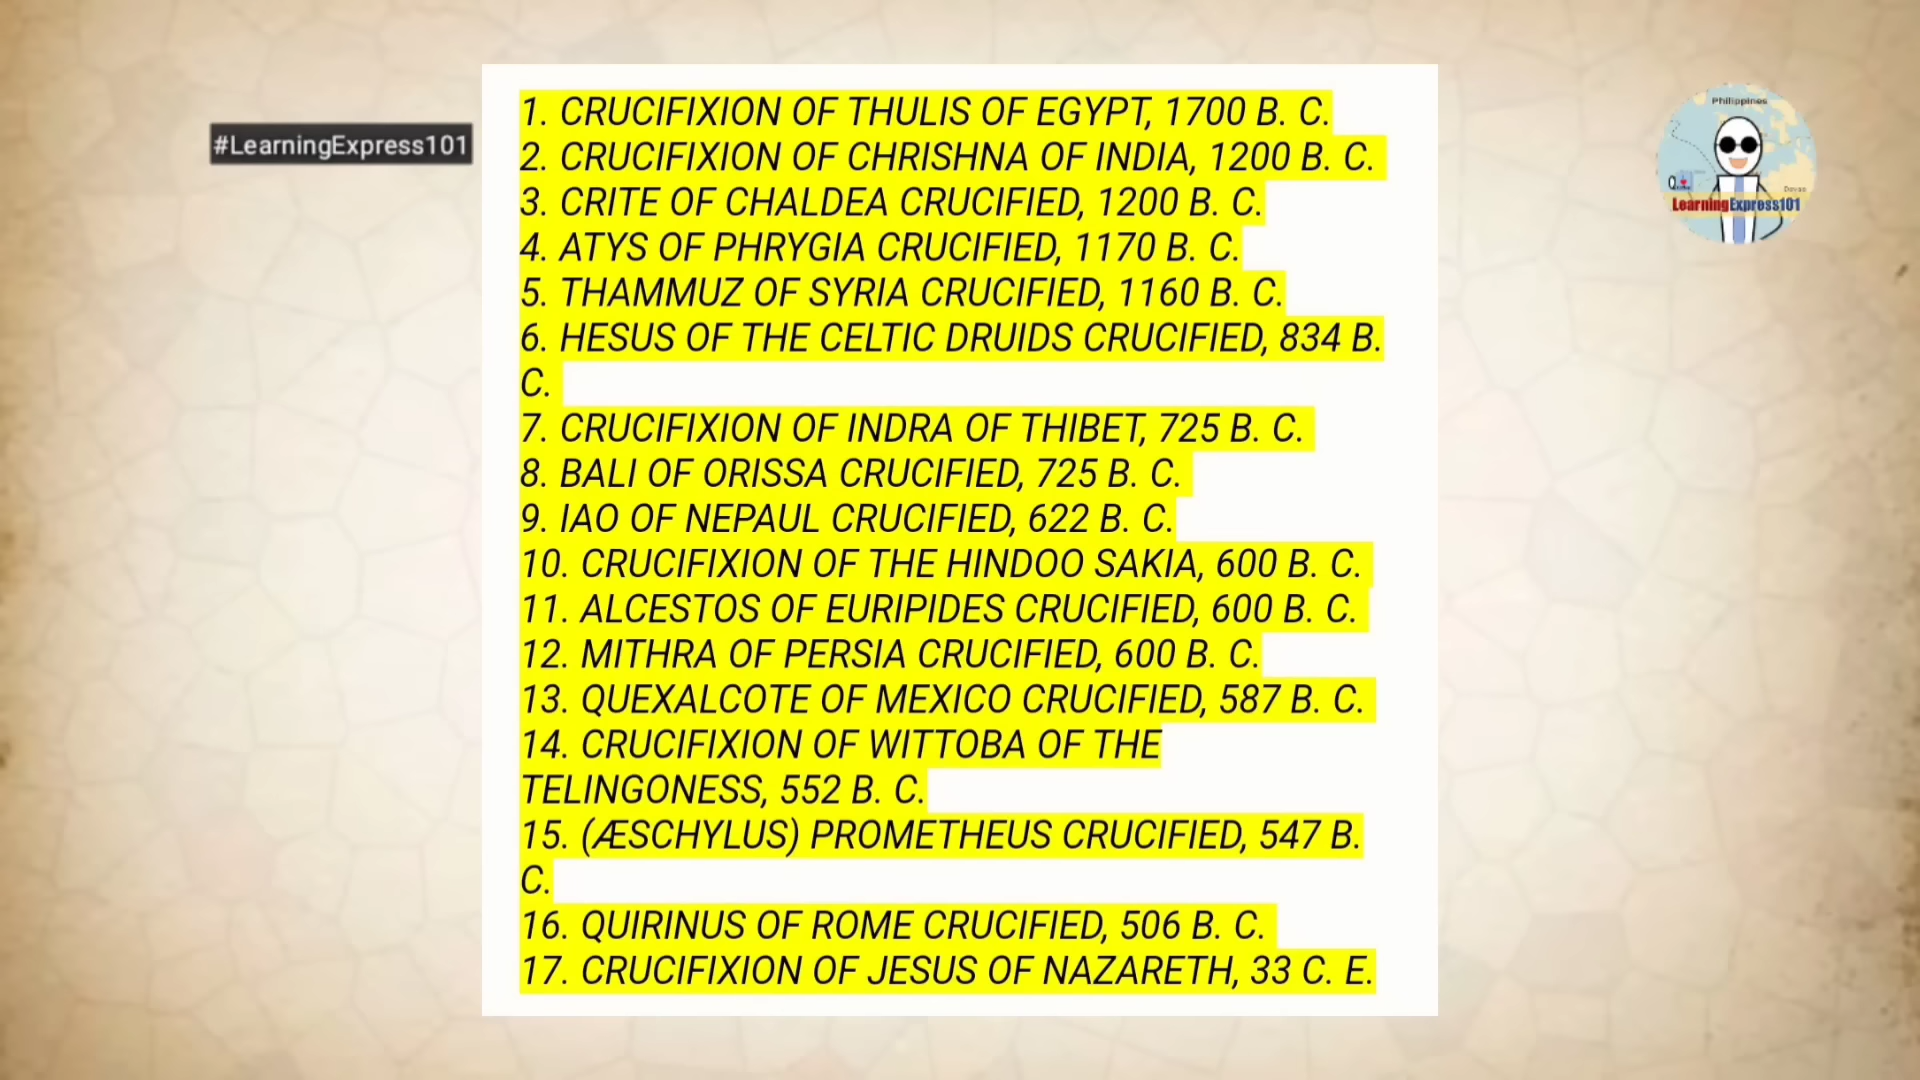 #LearningExpress101
1. CRUCIFIXION OF THULIS OF EGYPT, 1700 B. C.
2. CRUCIFIXION OF CHRISHNA OF INDIA, 1200 B. C.
3. CRITE OF CHALDEA CRUCIFIED, 1200 B. C.
4. ATYS OF PHRYGIA CRUCIFIED, 1170 B. C.
5. THAMMUZ OF SYRIA CRUCIFIED, 1160 B. C.
6. HESUS OF THE CELTIC DRUIDS CRUCIFIED, 834 B.
C.
7. CRUCIFIXION OF INDRA OF THIBET, 725 B. C.
8. BALI OF ORISSA CRUCIFIED, 725 B. C.
9. IAO OF NEPAUL CRUCIFIED, 622 B. C.
10. CRUCIFIXION OF THE HINDOO SAKIA, 600 B. C.
11. ALCESTOS OF EURIPIDES CRUCIFIED, 600 B. C.
12. MITHRA OF PERSIA CRUCIFIED, 600 B. C.
13. QUEXALCOTE OF MEXICO CRUCIFIED, 587 B. C.
14. CRUCIFIXION OF WITTOBA OF THE
TELINGONESS, 552 B. C.
15. (ÆSCHYLUS) PROMETHEUS CRUCIFIED, 547 B.
C.
16. QUIRINUS OF ROME CRUCIFIED, 506 B. C.
17. CRUCIFIXION OF JESUS OF NAZARETH, 33 C. E.
Philippines
Davao
LearningExpress101